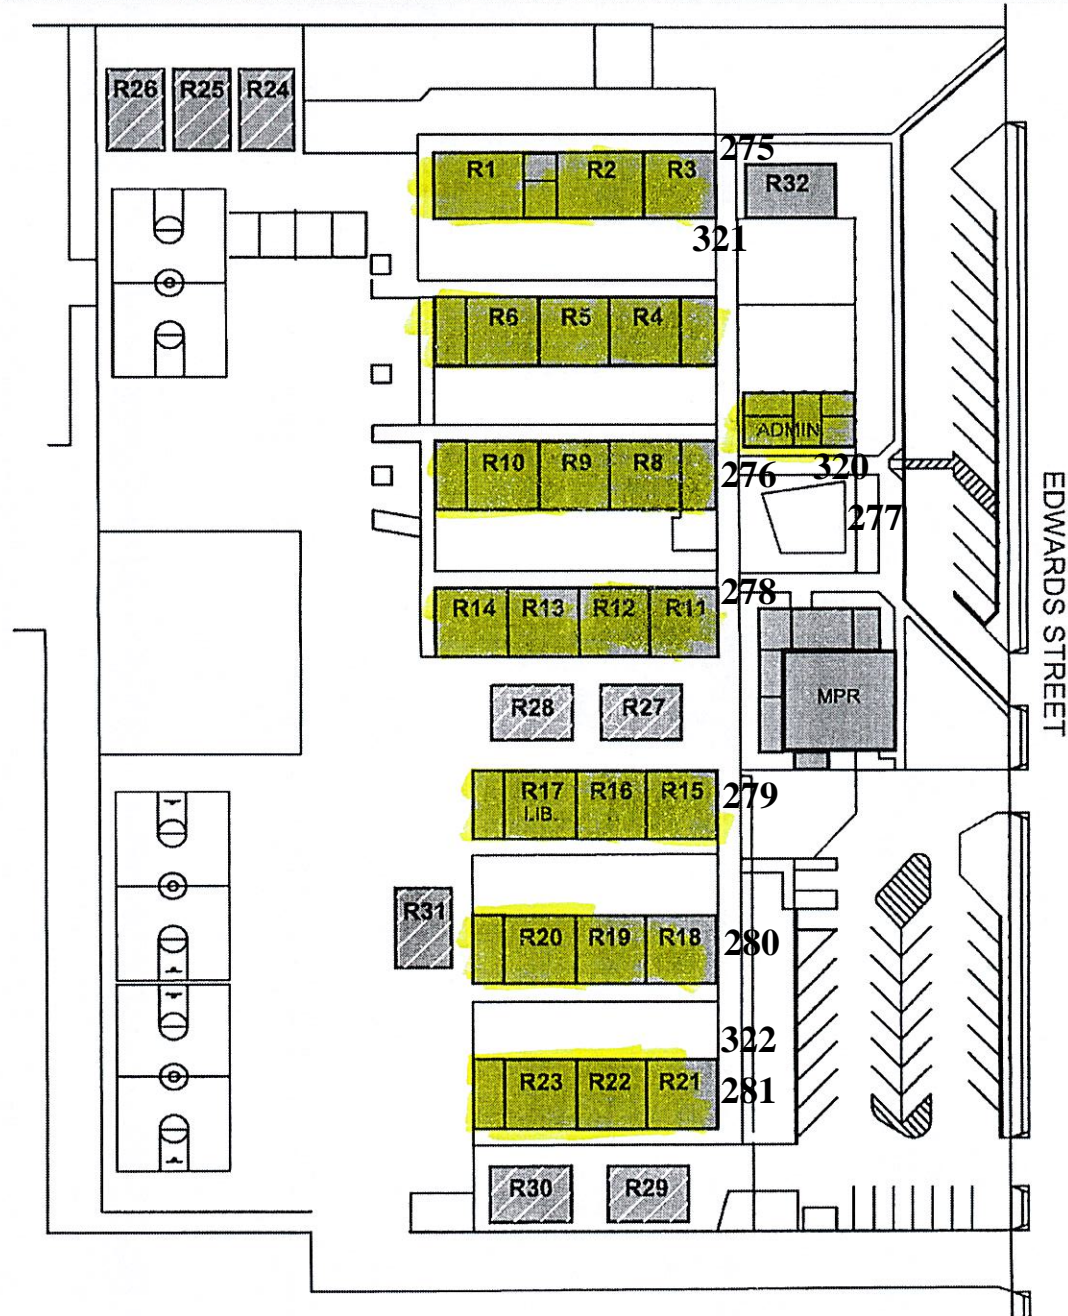 R26 R25 R24
275
R1 R2 R3 R32
321
R6 R5 R4
ADMIN
R10 R9 R8 276 320
277
278
R14 R13 R12 R11
EDWARDS STREET
R28 R27 MPR
R17 R16 R15 279
LIB.
R31
R20 R19 R18 280
322
R23 R22 R21 281
R30 R29